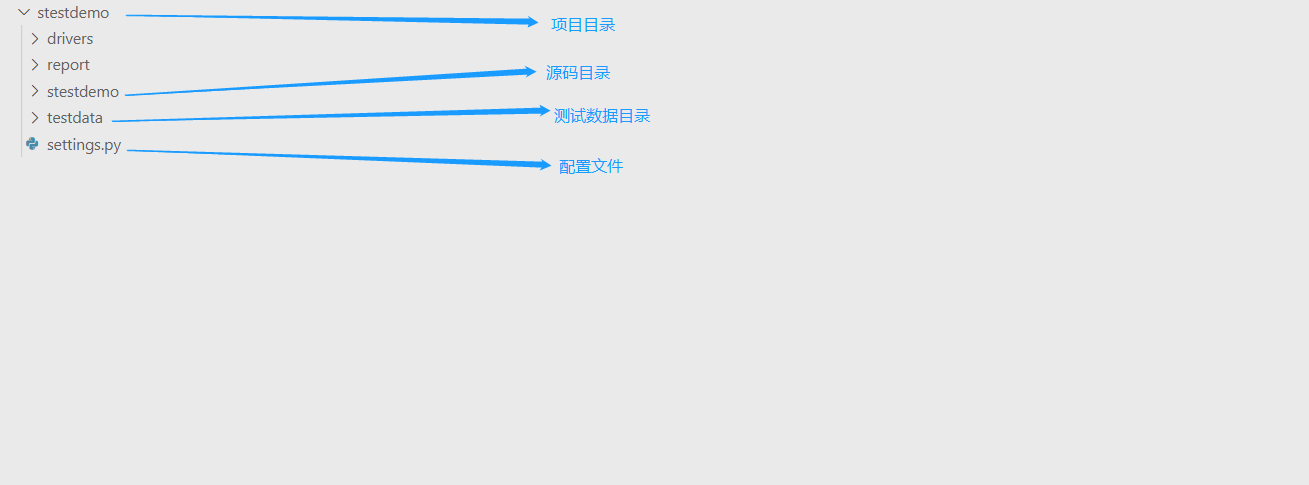 stestdemo
项目目录
drivers
report
源码目录
stestdemo
测试数据目录
testdata
settings.py
配置文件